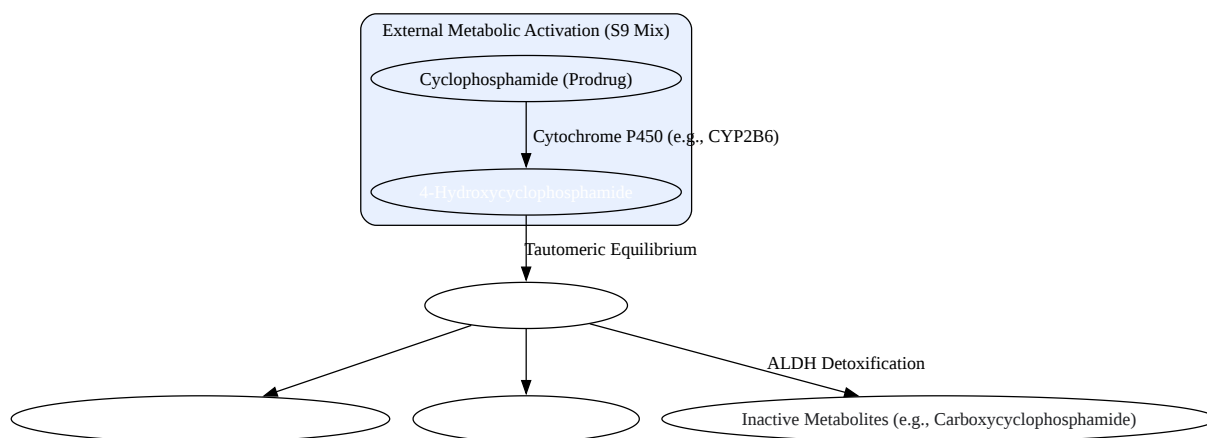 External Metabolic Activation (S9 Mix)
Cyclophosphamide (Prodrug)
Cytochrome P450 (e.g., CYP2B6)
4-Hydroxycyclophosphamide
Tautomeric Equilibrium
ALDH Detoxification
Inactive Metabolites (e.g., Carboxycyclophosphamide)